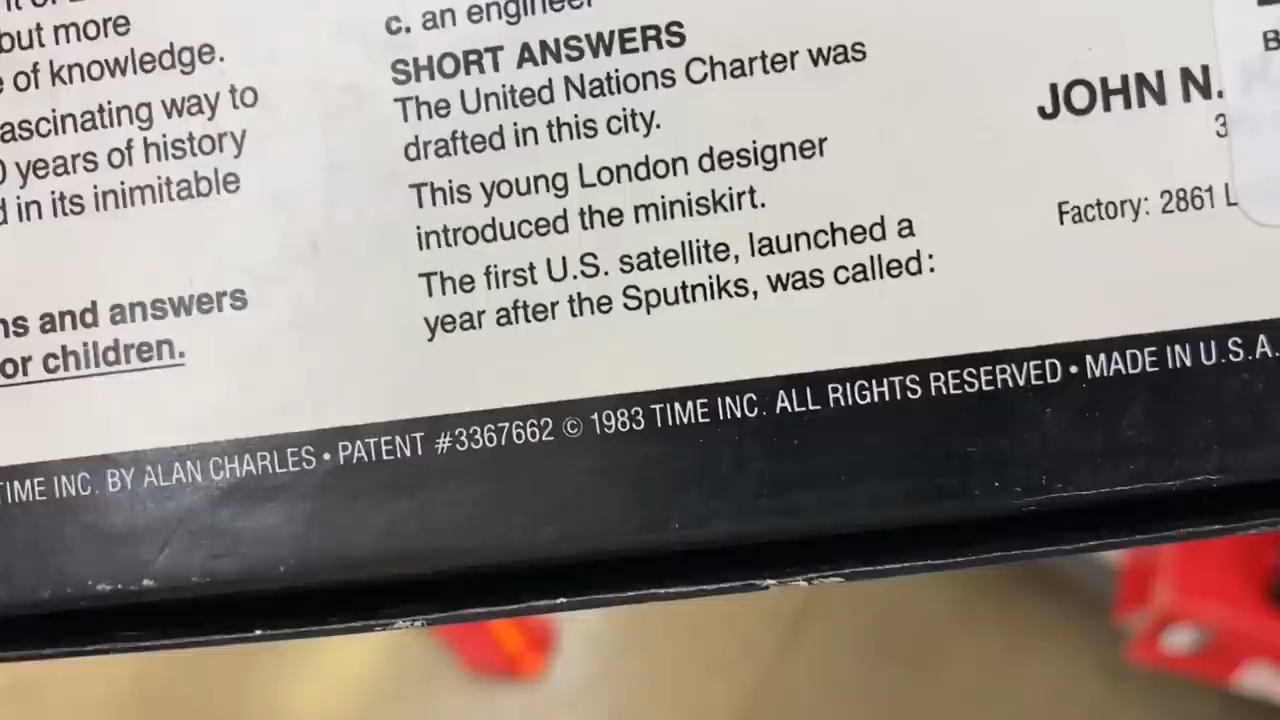 but more
of knowledge.
ascinating way to
years of history
in its inimitable
ns and answers
or children.
c. an engineer
SHORT ANSWERS
The United Nations Charter was
drafted in this city.
This young London designer
introduced the miniskirt.
The first U.S. satellite, launched a
year after the Sputniks, was called:
JOHN N.
3
Factory: 2861 L
B
TIME INC. BY ALAN CHARLES • PATENT #3367662 © 1983 TIME INC. ALL RIGHTS RESERVED • MADE IN U.S.A.